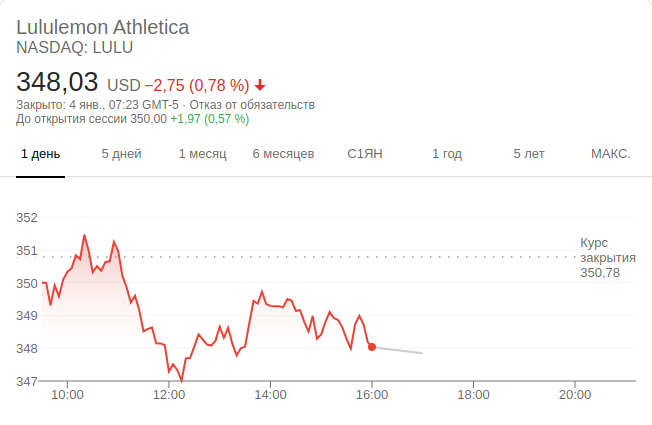 Lululemon Athletica
NASDAQ: LULU
348,03 USD −2,75 (0,78 %)
Закрыто: 4 янв., 07:23 GMT-5 · Отказ от обязательств
До открытия сессии 350,00 +1,97 (0,57 %)
1 день 5 дней 1 месяц 6 месяцев С1ЯН 1 год 5 лет МАКС.
352
351
350
349
348
347
Курс
закрытия
350,78
10:00 12:00 14:00 16:00 18:00 20:00